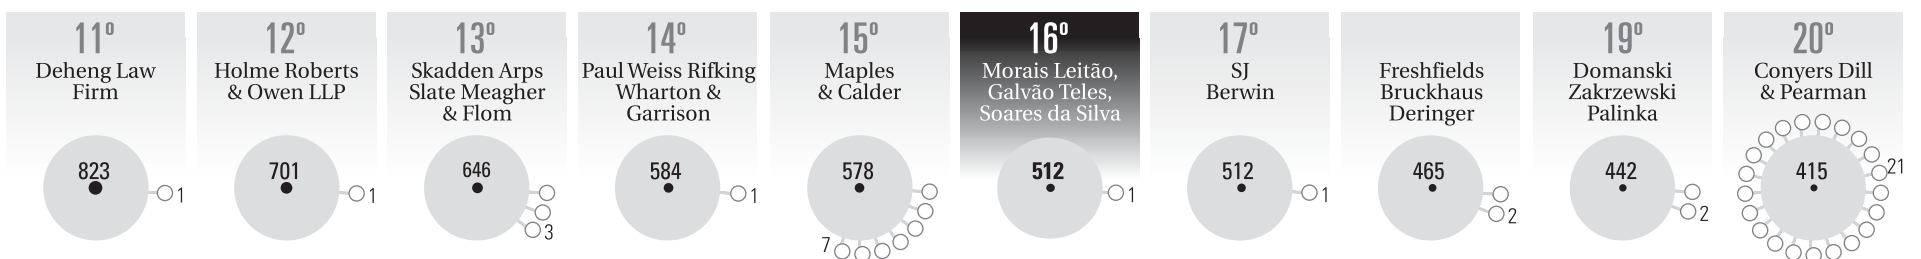 11º
Deheng Law
Firm
823
1
12º
Holme Roberts
& Owen LLP
701
1
13º
Skadden Arps
Slate Meagher
& Flom
646
3
14º
Paul Weiss Rifking
Wharton &
Garrison
584
1
15º
Maples
& Calder
578
7
16º
Morais Leitão,
Galvão Teles,
Soares da Silva
512
1
17º
SJ
Berwin
512
1
Freshfields
Bruckhaus
Deringer
465
2
19º
Domanski
Zakrzewski
Palinka
442
2
20º
Conyers Dill
& Pearman
415
21